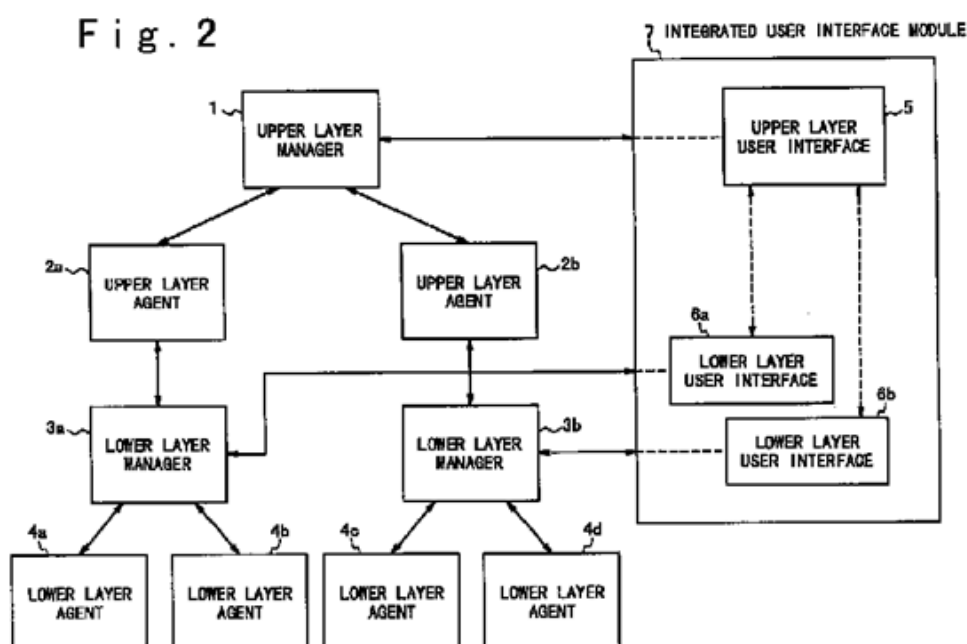 Fig. 2
7 INTEGRATED USER INTERFACE MODULE
1
UPPER LAYER
MANAGER
5
UPPER LAYER
USER INTERFACE
2a
UPPER LAYER
AGENT
2b
UPPER LAYER
AGENT
6a
LOWER LAYER
USER INTERFACE
6b
LOWER LAYER
USER INTERFACE
3a
LOWER LAYER
MANAGER
3b
LOWER LAYER
MANAGER
4a
LOWER LAYER
AGENT
4b
LOWER LAYER
AGENT
4c
LOWER LAYER
AGENT
4d
LOWER LAYER
AGENT